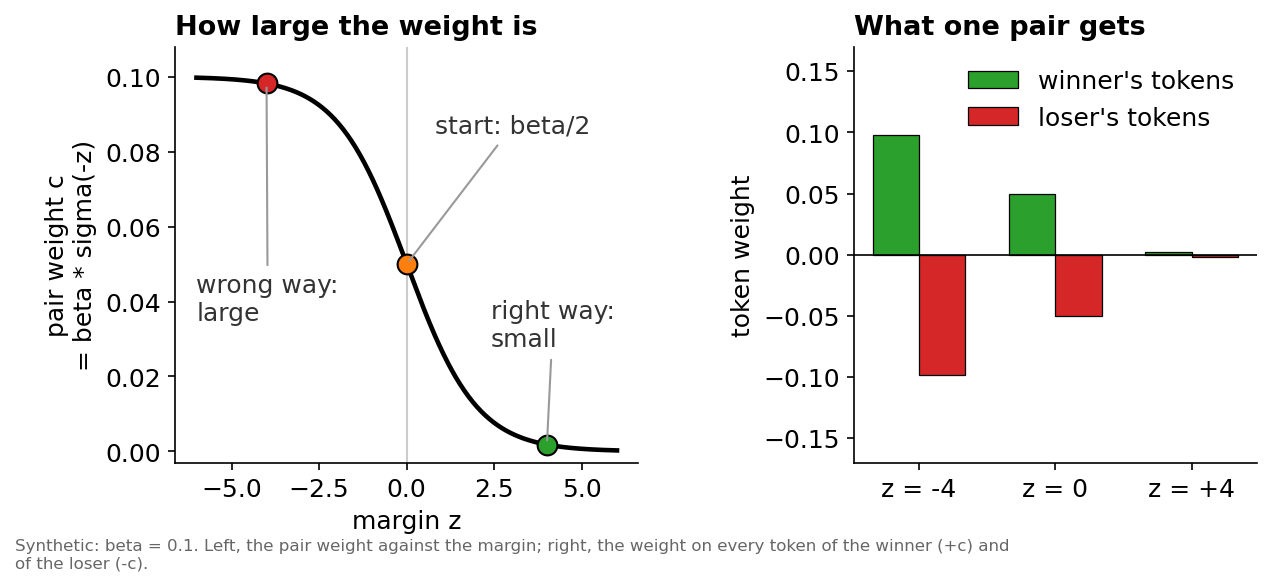 How large the weight is
pair weight c
= beta * sigma(-z)
0.10
0.08
0.06
0.04
0.02
0.00
start: beta/2
wrong way:
large
right way:
small
−5.0
−2.5
0.0
2.5
5.0
margin z
What one pair gets
token weight
0.15
0.10
0.05
0.00
−0.05
−0.10
−0.15
winner's tokens
loser's tokens
z = -4
z = 0
z = +4
Synthetic: beta = 0.1. Left, the pair weight against the margin; right, the weight on every token of the winner (+c) and
of the loser (-c).